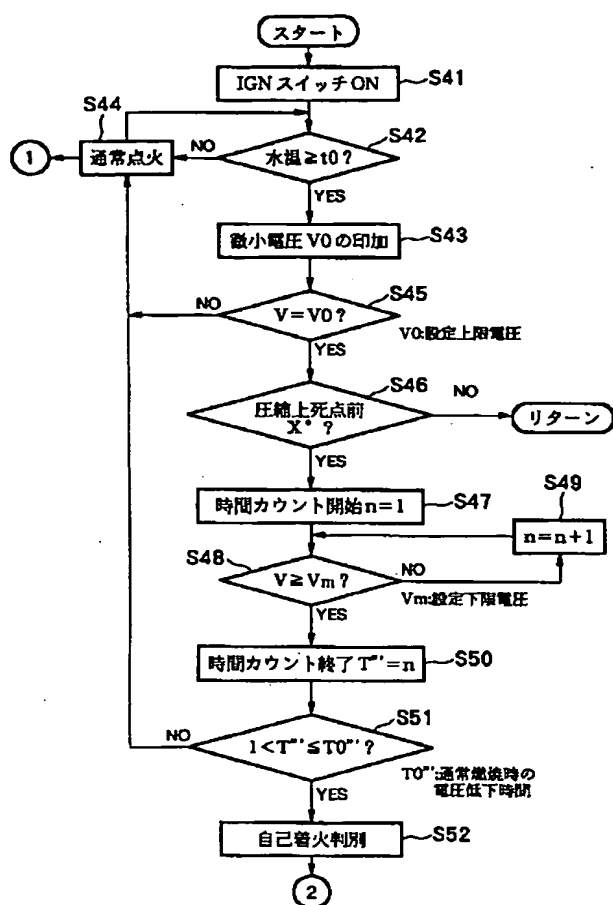 スタート
IGNスイッチON
S41
S44
S42
①
通常点火
NO
水温≧t0?
YES
微小電圧V0の印加
S43
S45
NO
V=V0?
V0:設定上限電圧
YES
S46
圧縮上死点前
X°?
NO
リターン
YES
S49
時間カウント開始n=1
S47
n=n+1
S48
V≧Vm?
NO
Vm:設定下限電圧
YES
時間カウント終了T"'=n
S50
S51
NO
1<T"'≦T0"'?
T0"':通常燃焼時の
電圧低下時間
YES
自己着火判別
S52
②